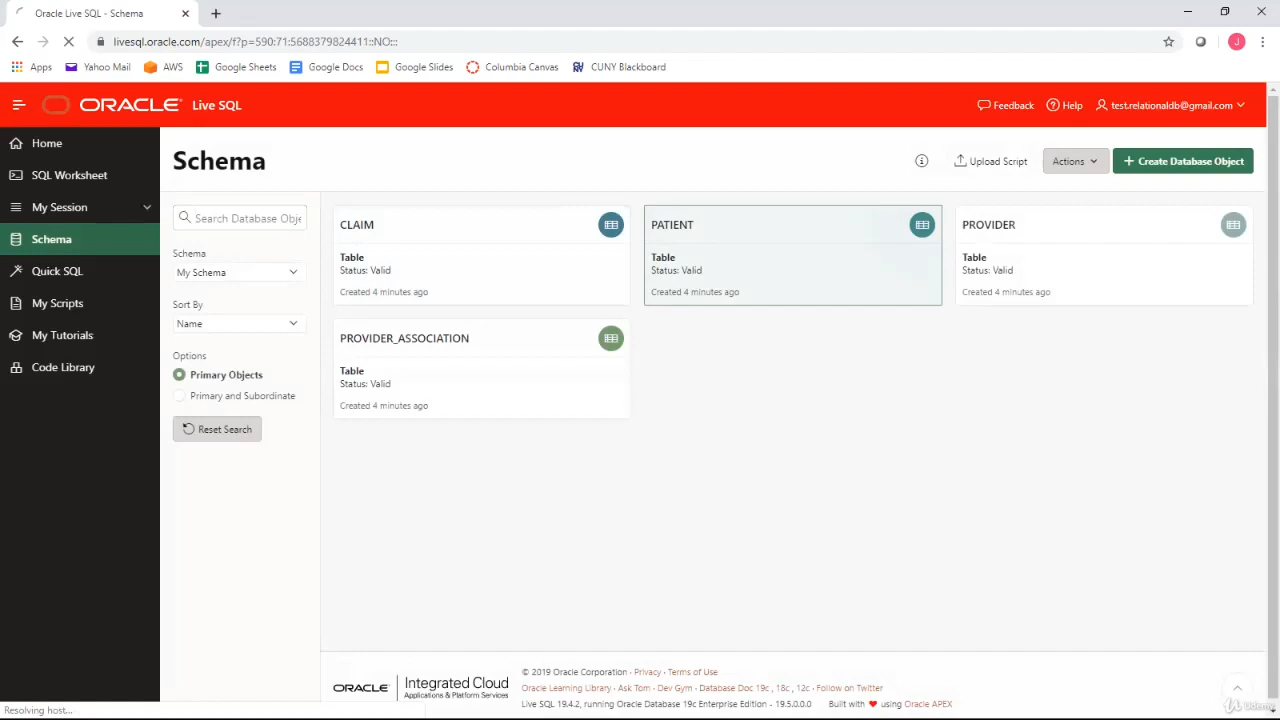 Oracle Live SQL - Schema
livesql.oracle.com/apex/f?p=590:71:5688379824411::NO:::
J
Apps
Yahoo Mail
AWS
Google Sheets
Google Docs
Google Slides
Columbia Canvas
CUNY Blackboard
ORACLE Live SQL
Feedback
Help
test.relationaldb@gmail.com
Home
SQL Worksheet
My Session
Schema
Quick SQL
My Scripts
My Tutorials
Code Library
Schema
Upload Script
Actions
Create Database Object
Search Database Obje
Schema
My Schema
Sort By
Name
Options
Primary Objects
Primary and Subordinate
Reset Search
CLAIM
Table
Status: Valid
Created 4 minutes ago
PATIENT
Table
Status: Valid
Created 4 minutes ago
PROVIDER
Table
Status: Valid
Created 4 minutes ago
PROVIDER_ASSOCIATION
Table
Status: Valid
Created 4 minutes ago
ORACLE
Integrated Cloud
Applications & Platform Services
© 2019 Oracle Corporation · Privacy · Terms of Use
Oracle Learning Library · Ask Tom · Dev Gym · Database Doc 19c , 18c , 12c · Follow on Twitter
Live SQL 19.4.2, running Oracle Database 19c Enterprise Edition - 19.5.0.0.0 Built with ❤ using Oracle APEX
Resolving host...
Udemy